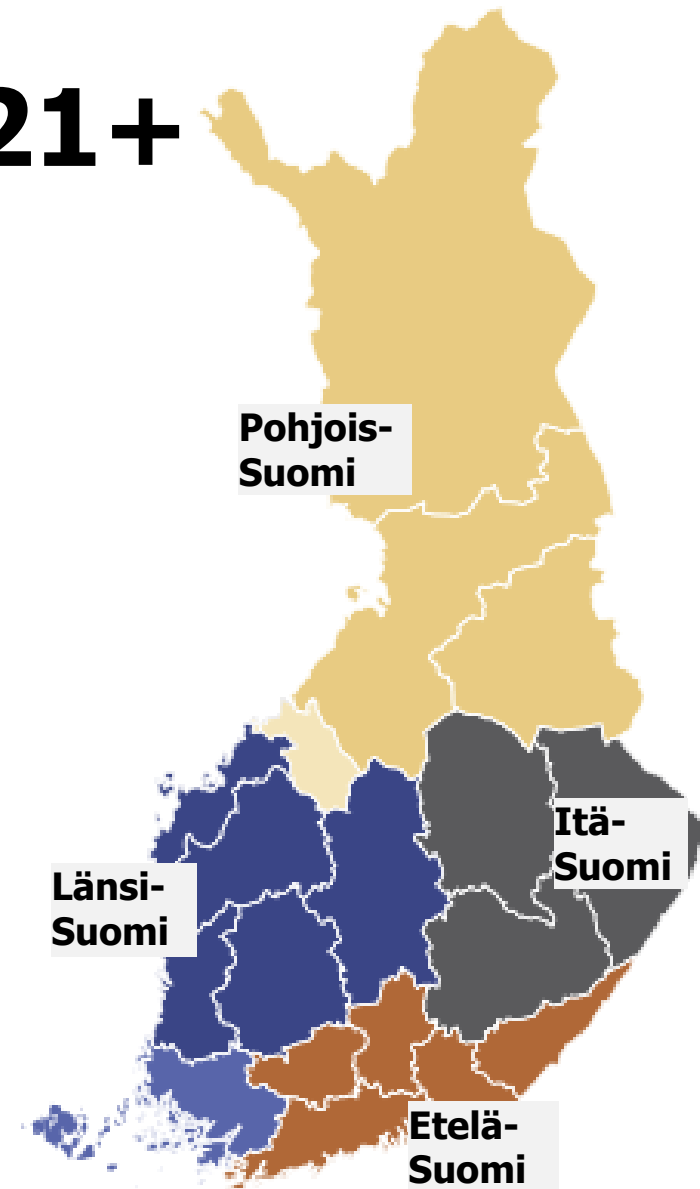 21+
Pohjois-
Suomi
Itä-
Suomi
Länsi-
Suomi
Etelä-
Suomi